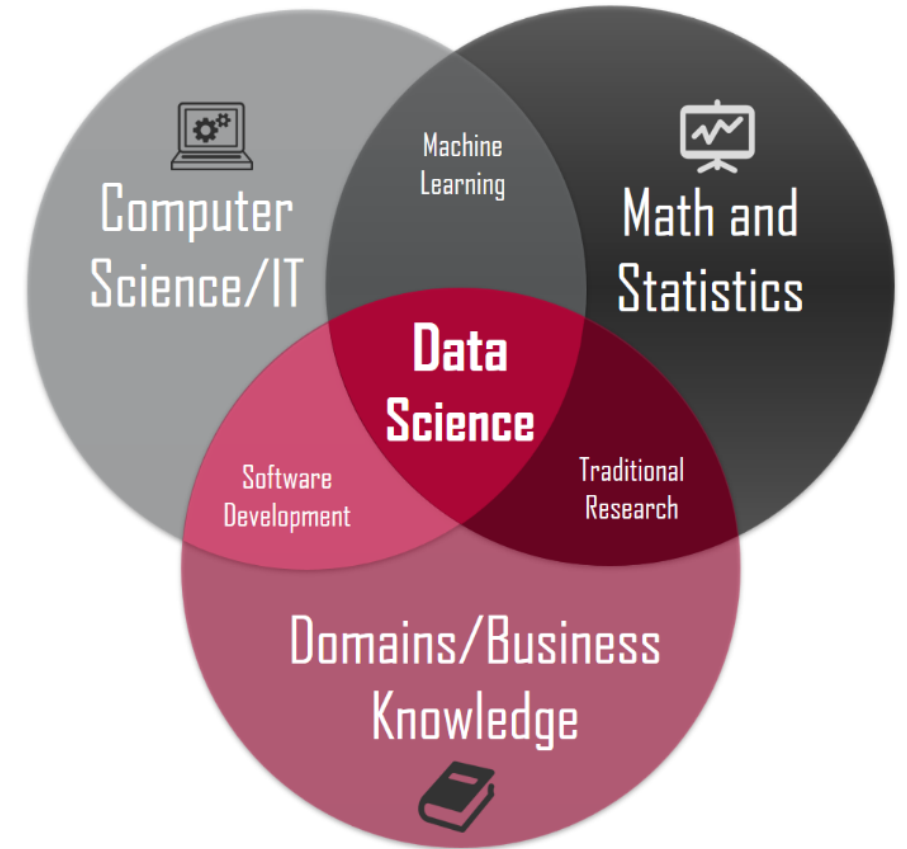 Machine
Learning
Computer
Science/IT
Math and
Statistics
Data
Science
Software
Development
Traditional
Research
Domains/Business
Knowledge